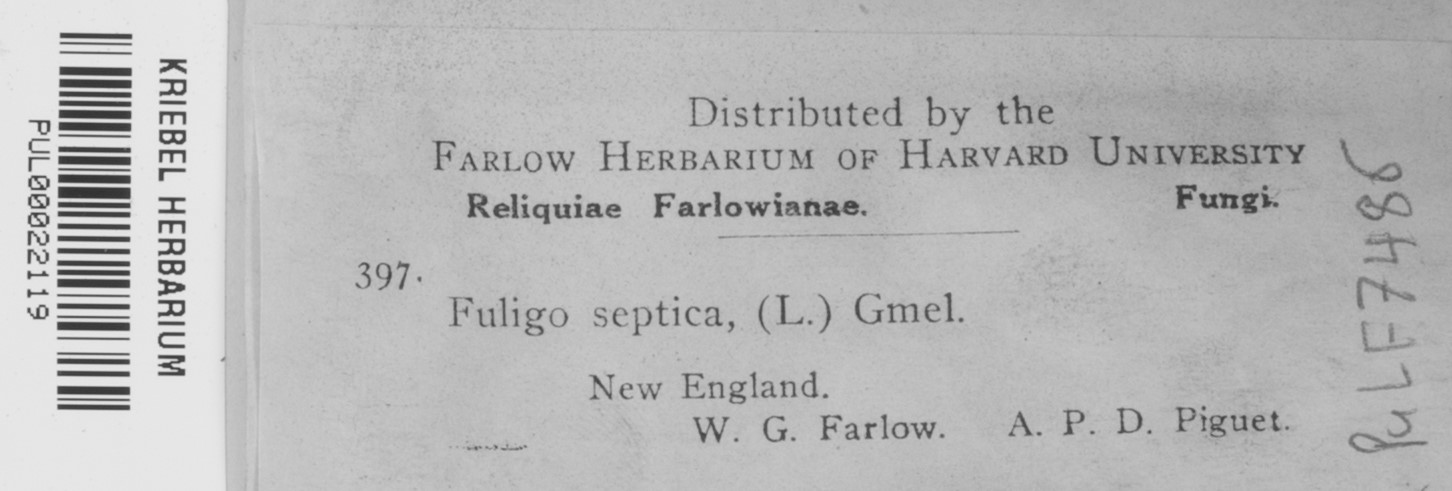 KRIEBEL HERBARIUM
PUL00022119
Distributed by the
FARLOW HERBARIUM OF HARVARD UNIVERSITY
Reliquiae Farlowianae. Fungi.
397.
Fuligo septica, (L.) Gmel.
New England.
W. G. Farlow. A. P. D. Piguet.
PuL F7486